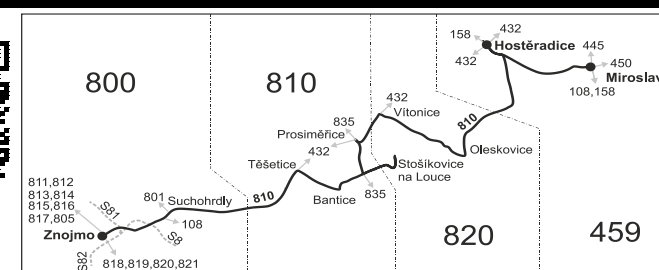 158
432
Hostěradice
432
445
450
Miroslav
108,158
800
810
432
Vítonice
810
835
Prosiměřice
432
Oleskovice
Těšetice
Stošíkovice
na Louce
811,812
813,814
815,816
817,805
801
Suchohrdly
810
Bantice
835
S81
108
Znojmo
S8
820
459
S82
818,819,820,821